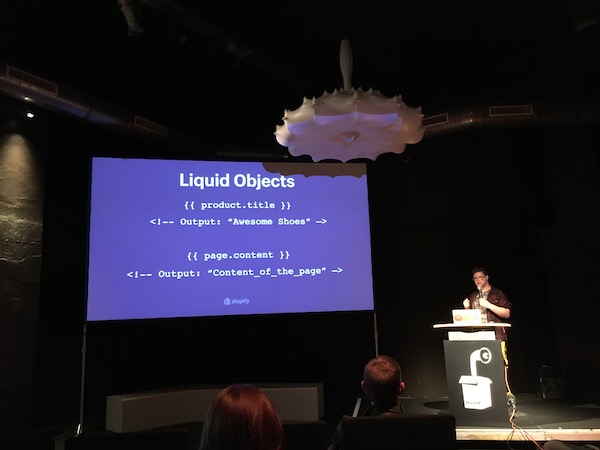 Liquid Objects
{{ product.title }}
<!-- Output: “Awesome Shoes” —>
{{ page.content }}
<!-- Output: “Content_of_the_page” —>
shopify